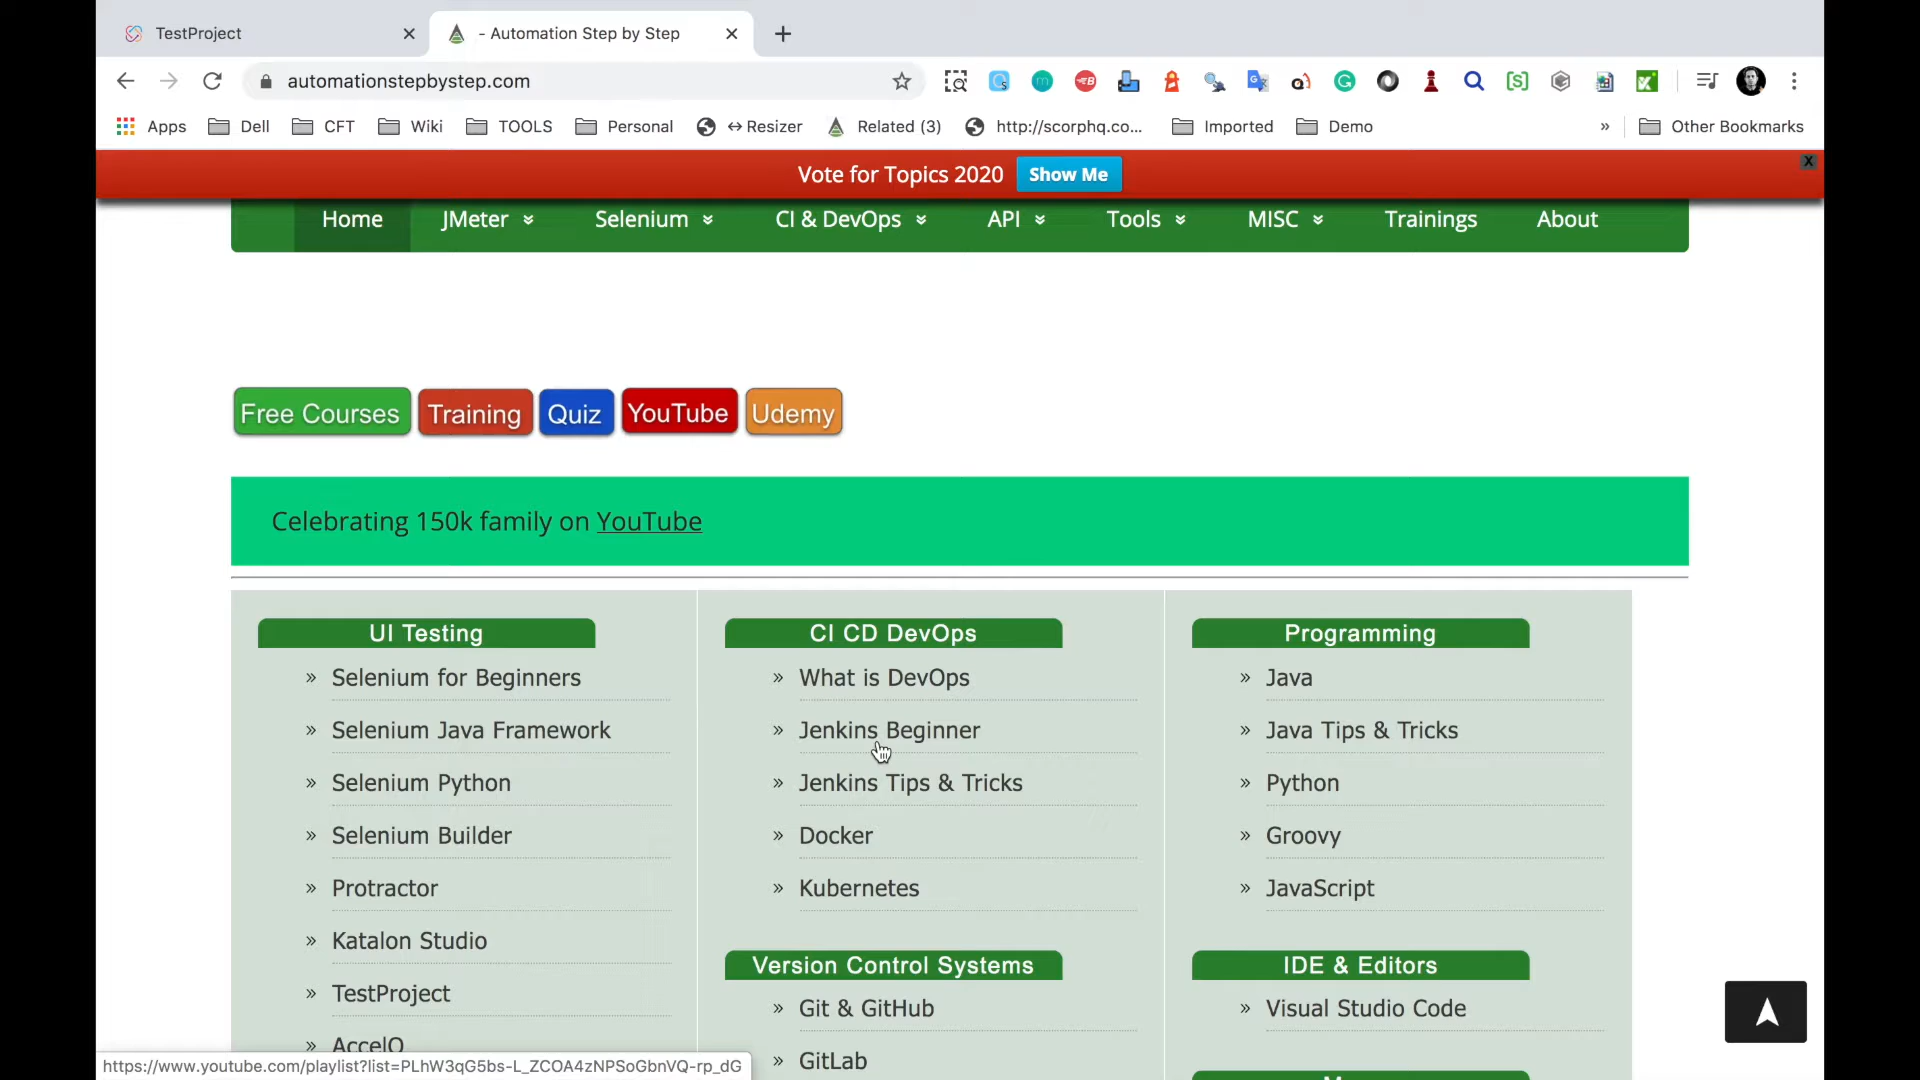 TestProject
- Automation Step by Step
automationstepbystep.com
Apps Dell CFT Wiki TOOLS Personal ↔Resizer Related (3) http://scorphq.co... Imported Demo » Other Bookmarks
Vote for Topics 2020 Show Me X
Home JMeter Selenium CI & DevOps API Tools MISC Trainings About
Free Courses Training Quiz YouTube Udemy
Celebrating 150k family on YouTube
UI Testing
» Selenium for Beginners
» Selenium Java Framework
» Selenium Python
» Selenium Builder
» Protractor
» Katalon Studio
» TestProject
» AccelQ
CI CD DevOps
» What is DevOps
» Jenkins Beginner
» Jenkins Tips & Tricks
» Docker
» Kubernetes
Version Control Systems
» Git & GitHub
» GitLab
Programming
» Java
» Java Tips & Tricks
» Python
» Groovy
» JavaScript
IDE & Editors
» Visual Studio Code
https://www.youtube.com/playlist?list=PLhW3qG5bs-L_ZCOA4zNPSoGbnVQ-rp_dG